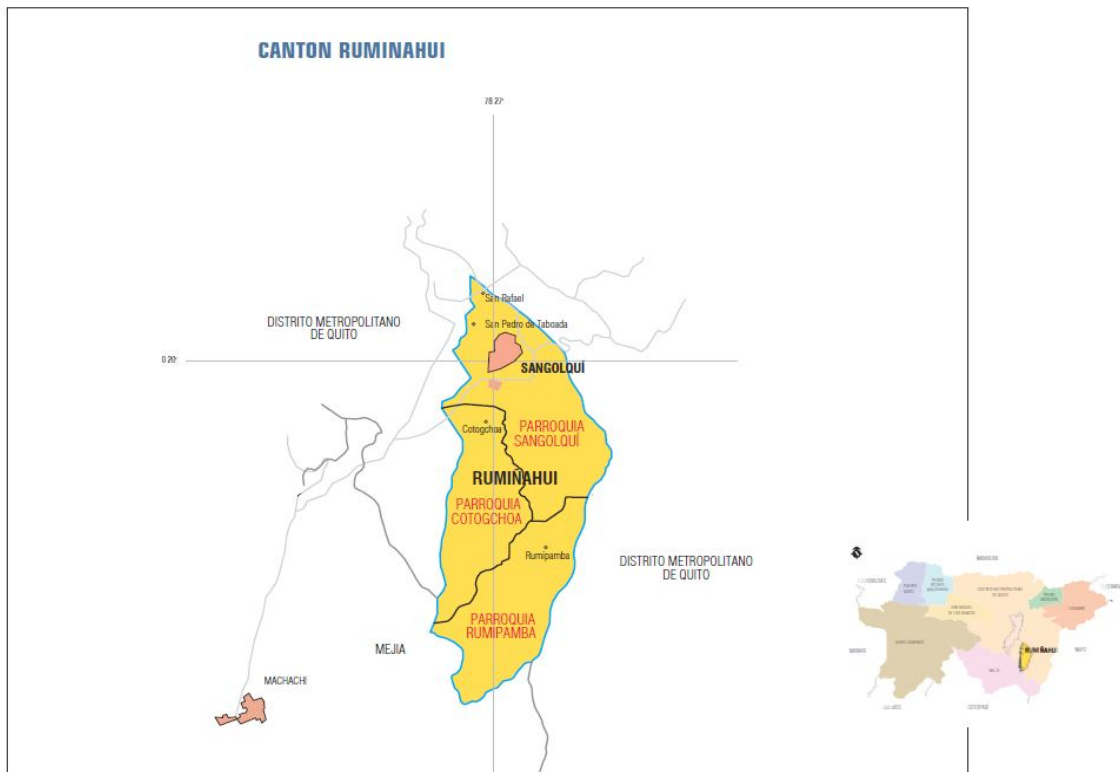 CANTON RUMINAHUI
78 27'
San Rafael
DISTRITO METROPOLITANO
DE QUITO
San Pedro de Taboada
0 20'
SANGOLQUÍ
Cotogchoa
PARROQUIA
SANGOLQUÍ
RUMIÑAHUI
PARROQUIA
COTOGCHOA
Rumipamba
DISTRITO METROPOLITANO
DE QUITO
PARROQUIA
RUMIPAMBA
MEJIA
MACHACHI
RUMIÑAHUI